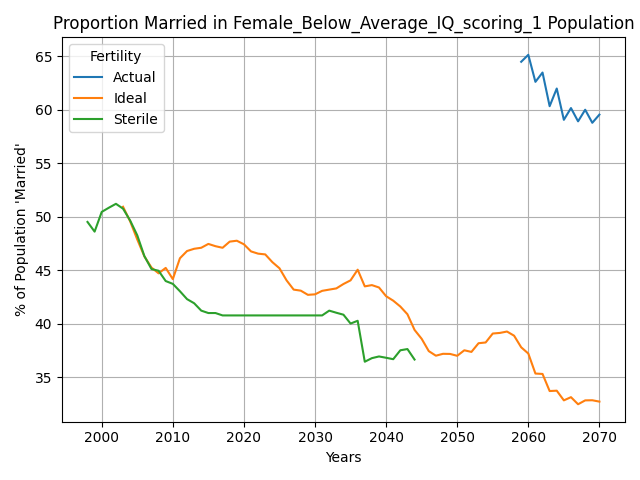 Proportion Married in Female_Below_Average_IQ_scoring_1 Population
Fertility
Actual
Ideal
Sterile
% of Population 'Married'
65
60
55
50
45
40
35
2000 2010 2020 2030 2040 2050 2060 2070
Years